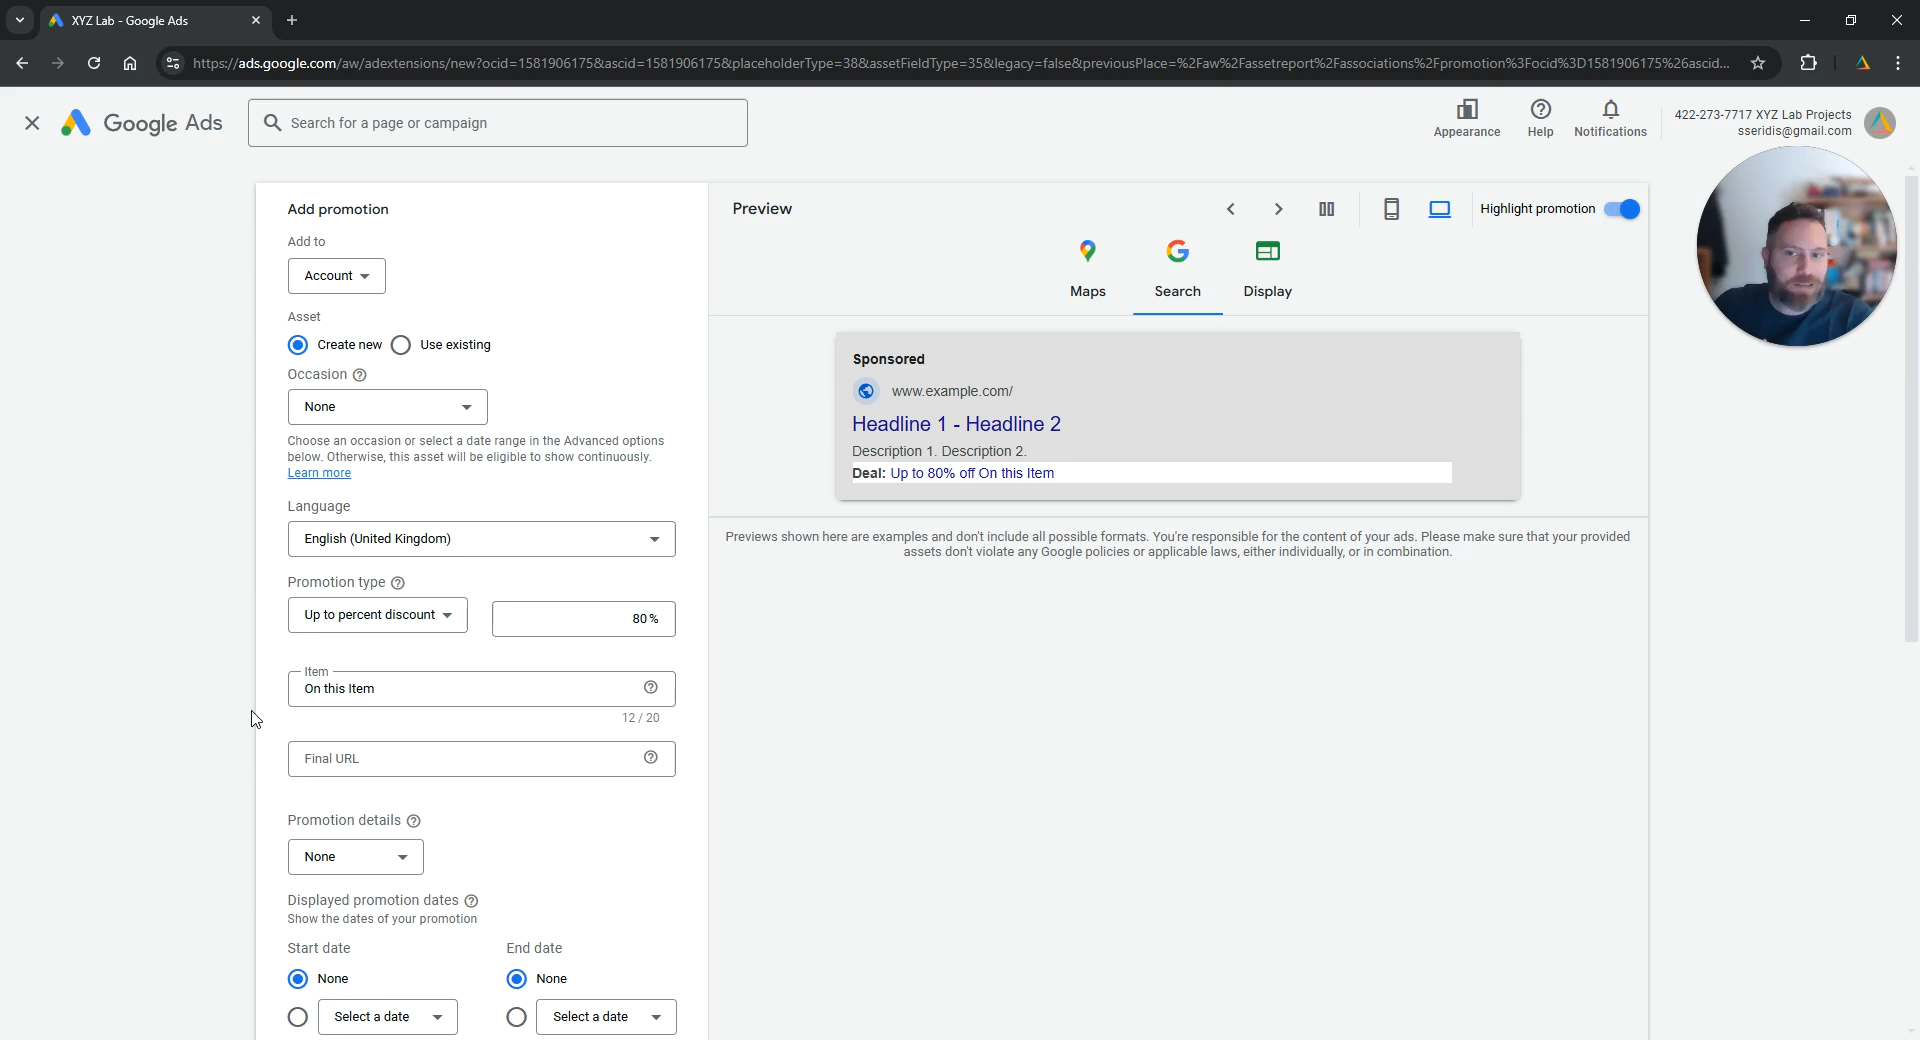 XYZ Lab - Google Ads
https://ads.google.com/aw/adextensions/new?ocid=1581906175&ascid=1581906175&placeholderType=38&assetFieldType=35&legacy=false&previousPlace=%2Faw%2Fassetreport%2Fassociations%2Fpromotion%3Focid%3D1581906175%26ascid...
Google Ads
Search for a page or campaign
Appearance
Help
Notifications
422-273-7717 XYZ Lab Projects
sseridis@gmail.com
Add promotion
Add to
Account
Asset
Create new
Use existing
Occasion
None
Choose an occasion or select a date range in the Advanced options
below. Otherwise, this asset will be eligible to show continuously.
Learn more
Language
English (United Kingdom)
Promotion type
Up to percent discount
80%
Item
On this Item
12 / 20
Final URL
Promotion details
None
Displayed promotion dates
Show the dates of your promotion
Start date
End date
None
None
Select a date
Select a date
Preview
Highlight promotion
Maps
Search
Display
Sponsored
www.example.com/
Headline 1 - Headline 2
Description 1. Description 2.
Deal: Up to 80% off On this Item
Previews shown here are examples and don't include all possible formats. You're responsible for the content of your ads. Please make sure that your provided
assets don't violate any Google policies or applicable laws, either individually, or in combination.